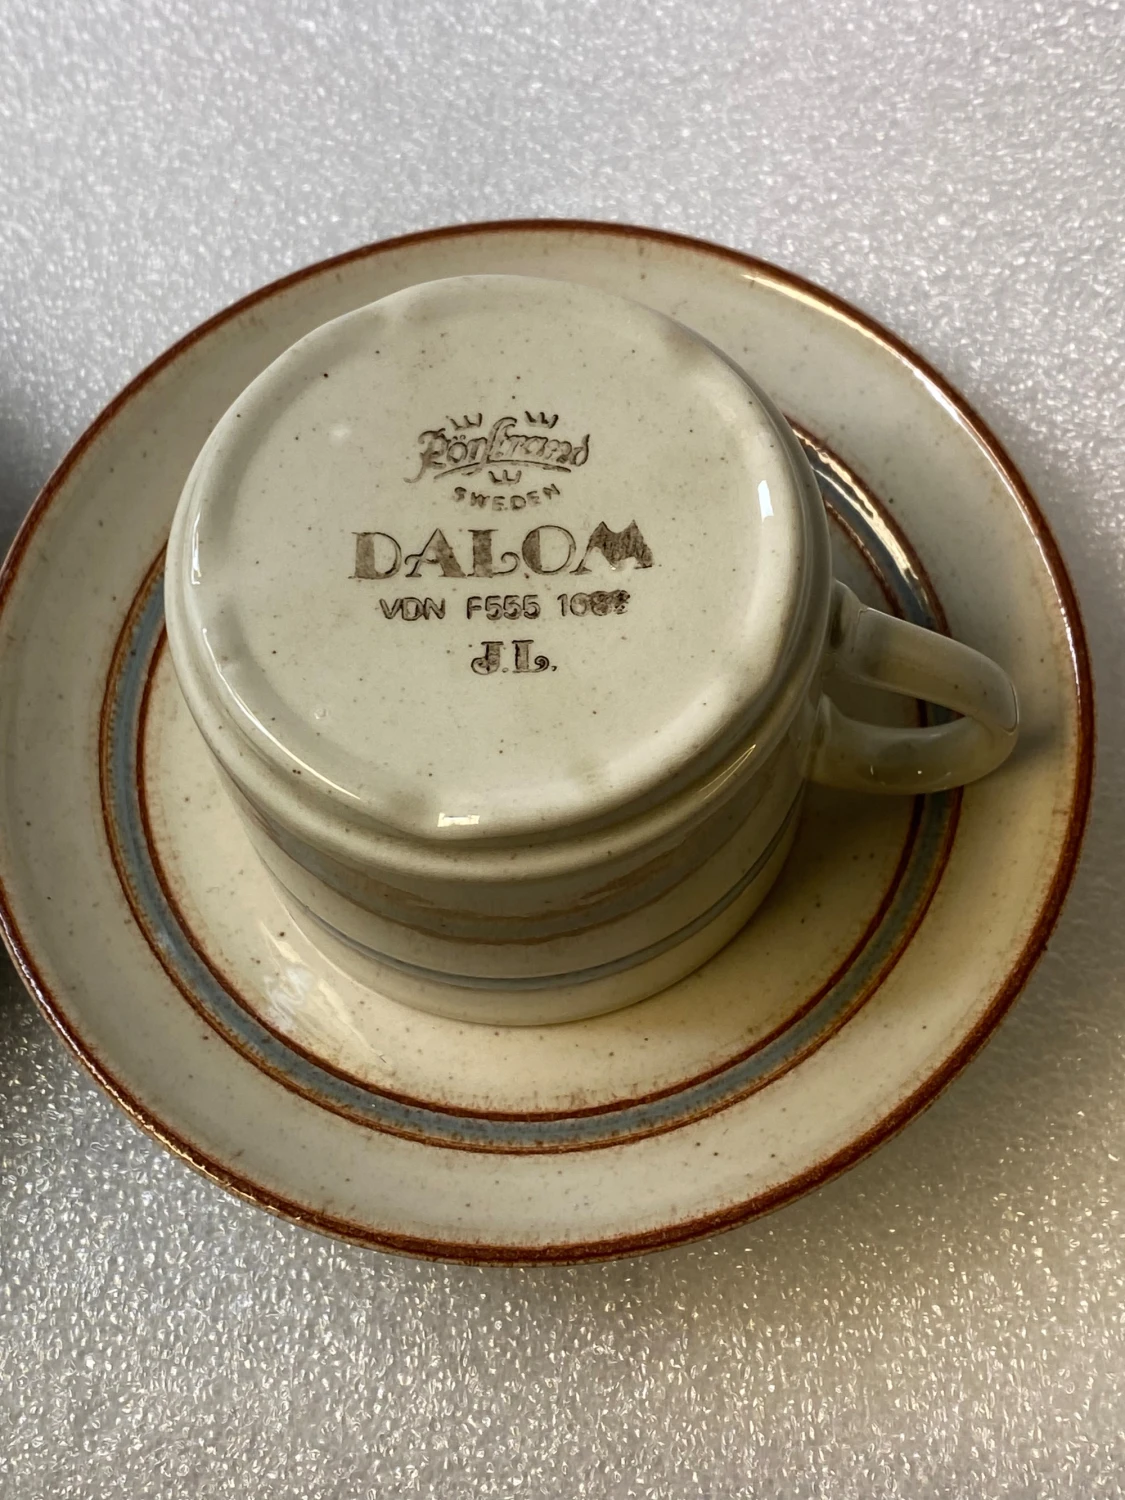 Rörstrand
SWEDEN
DALOM
VDN F555
J.L.